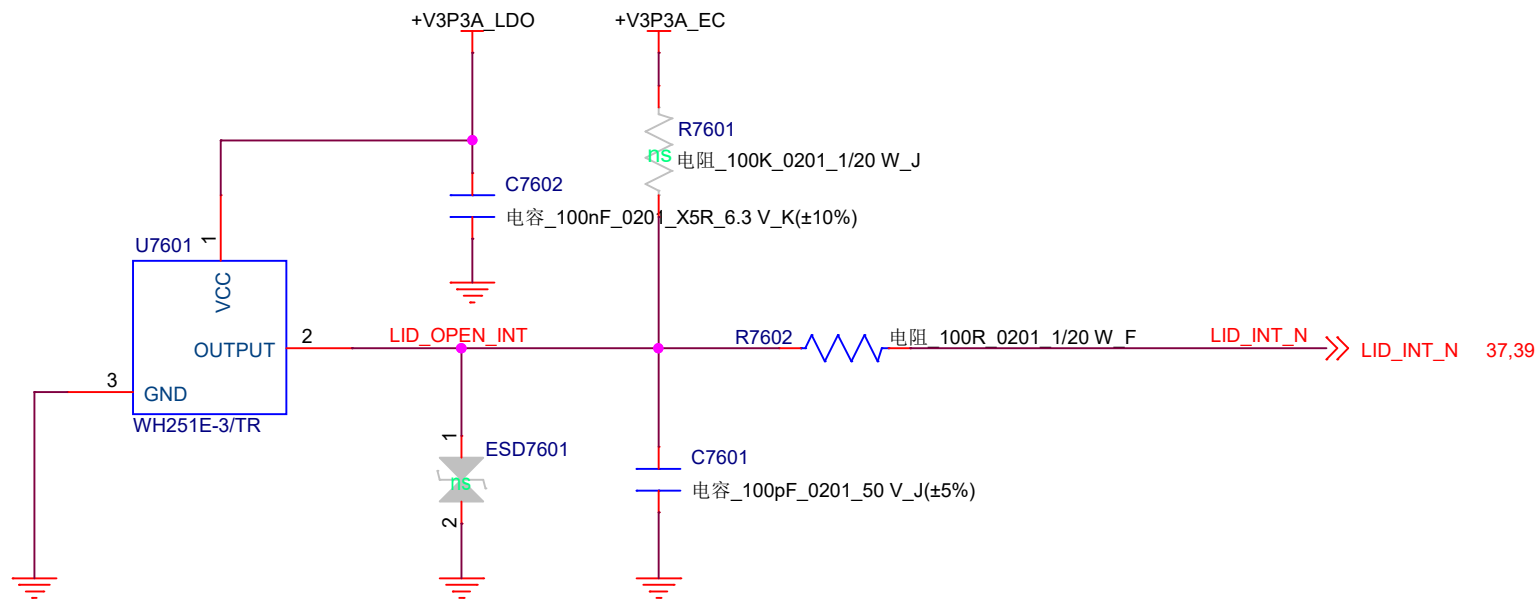 +V3P3A_LDO
+V3P3A_EC
R7601
ns
电阻_100K_0201_1/20 W_J
C7602
电容_100nF_0201_X5R_6.3 V_K(±10%)
U7601
1
VCC
OUTPUT
2
LID_OPEN_INT
R7602
电阻_100R_0201_1/20 W_F
LID_INT_N
LID_INT_N 37,39
3
GND
WH251E-3/TR
1
ESD7601
ns
2
C7601
电容_100pF_0201_50 V_J(±5%)